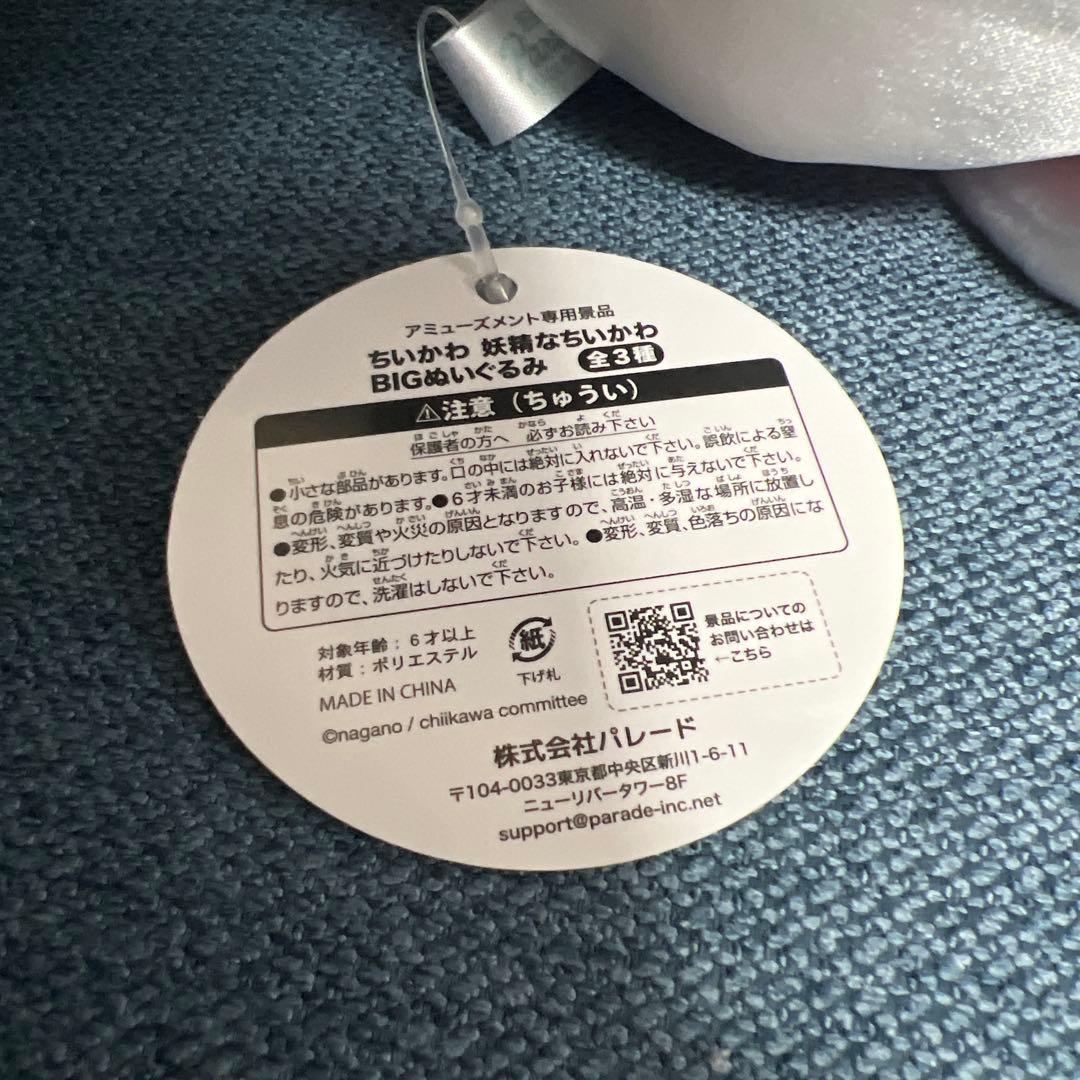 アミューズメント専用景品
ちいかわ 妖精なちいかわ
BIGぬいぐるみ 全3種
⚠注意（ちゅうい）
保護者の方へ 必ずお読み下さい
●小さな部品があります。口の中には絶対に入れないで下さい。誤飲による窒
息の危険があります。●6才未満のお子様には絶対に与えないで下さい。
●変形、変質や火災の原因となりますので、高温・多湿な場所に放置し
たり、火気に近づけたりしないで下さい。●変形、変質、色落ちの原因にな
りますので、洗濯はしないで下さい。
対象年齢：6才以上
材質：ポリエステル
MADE IN CHINA
紙
下げ札
景品についての
お問い合わせは
←こちら
©nagano / chiikawa committee
株式会社パレード
〒104-0033東京都中央区新川1-6-11
ニューリバータワー8F
support@parade-inc.net